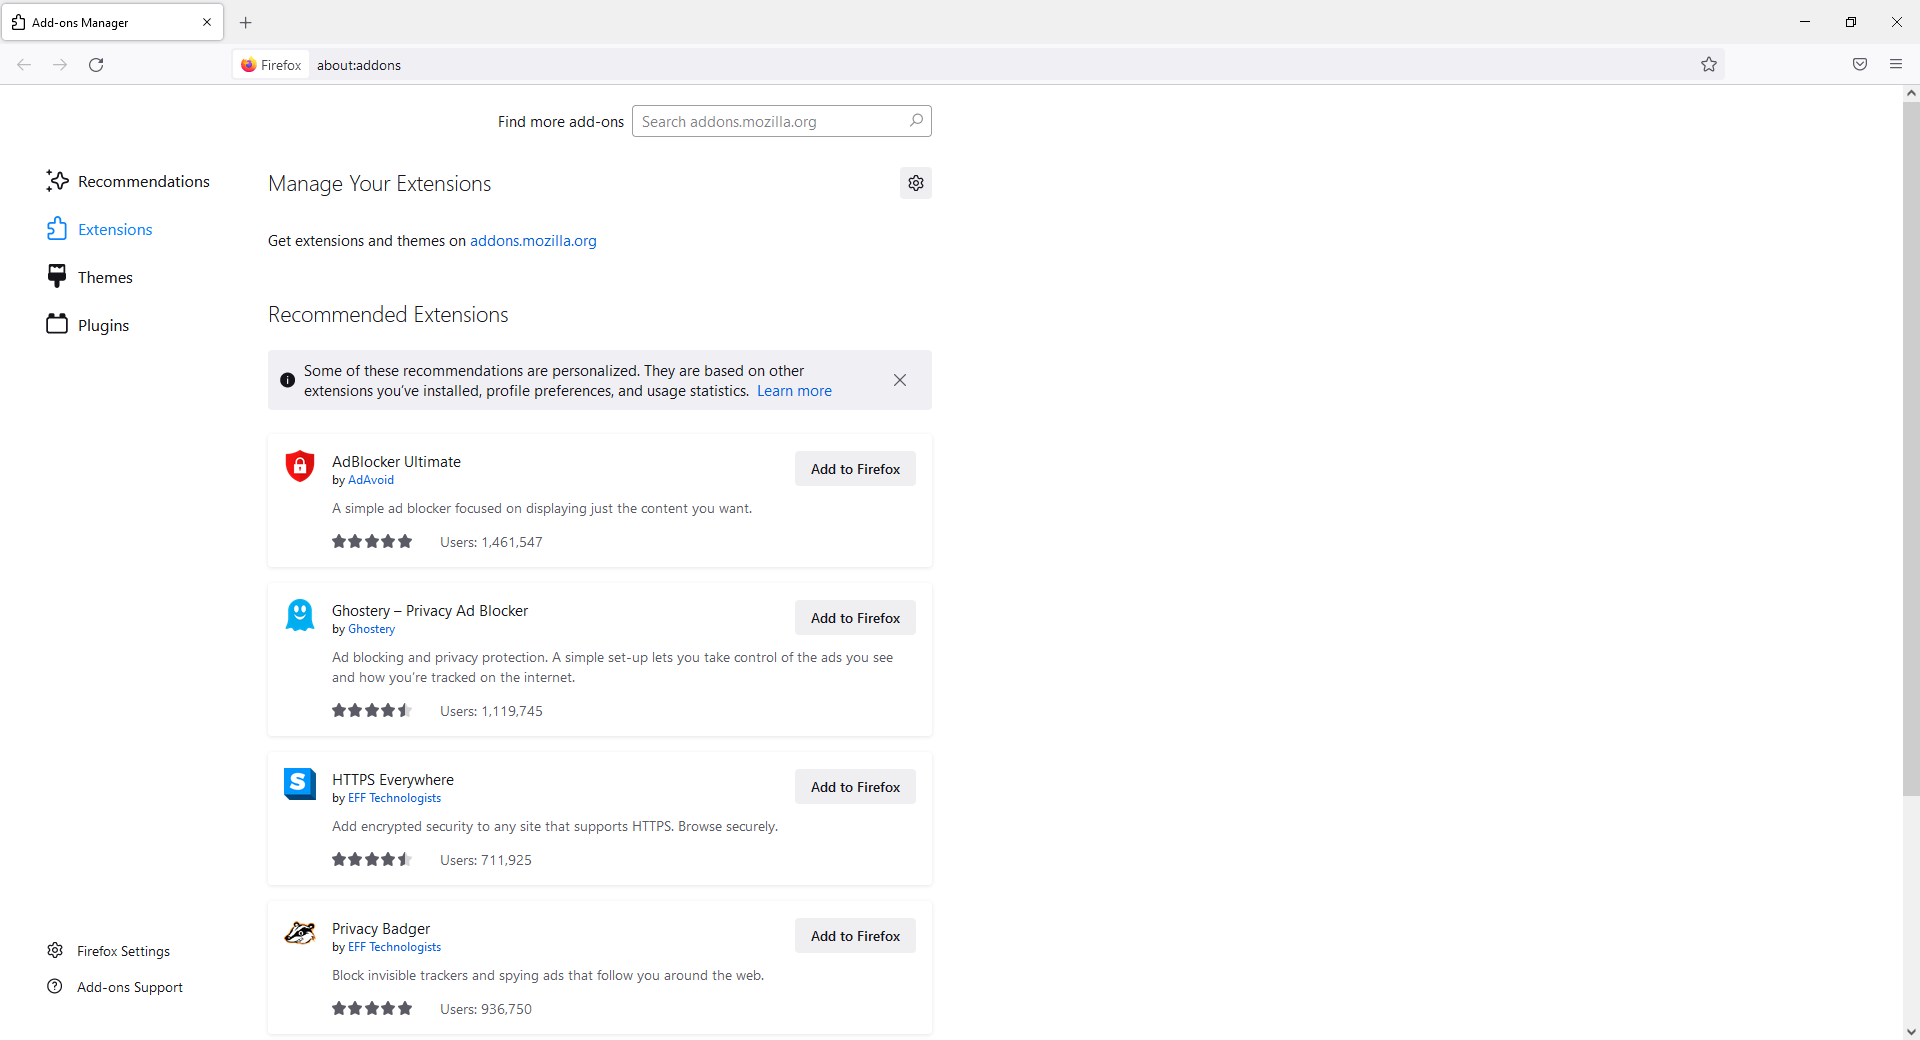 Add-ons Manager
Firefox about:addons
Find more add-ons Search addons.mozilla.org
Recommendations
Extensions
Themes
Plugins
Manage Your Extensions
Get extensions and themes on addons.mozilla.org
Recommended Extensions
Some of these recommendations are personalized. They are based on other
extensions you've installed, profile preferences, and usage statistics. Learn more
AdBlocker Ultimate
by AdAvoid
Add to Firefox
A simple ad blocker focused on displaying just the content you want.
Users: 1,461,547
Ghostery – Privacy Ad Blocker
by Ghostery
Add to Firefox
Ad blocking and privacy protection. A simple set-up lets you take control of the ads you see
and how you're tracked on the internet.
Users: 1,119,745
S
HTTPS Everywhere
by EFF Technologists
Add to Firefox
Add encrypted security to any site that supports HTTPS. Browse securely.
Users: 711,925
Privacy Badger
by EFF Technologists
Add to Firefox
Block invisible trackers and spying ads that follow you around the web.
Users: 936,750
Firefox Settings
Add-ons Support